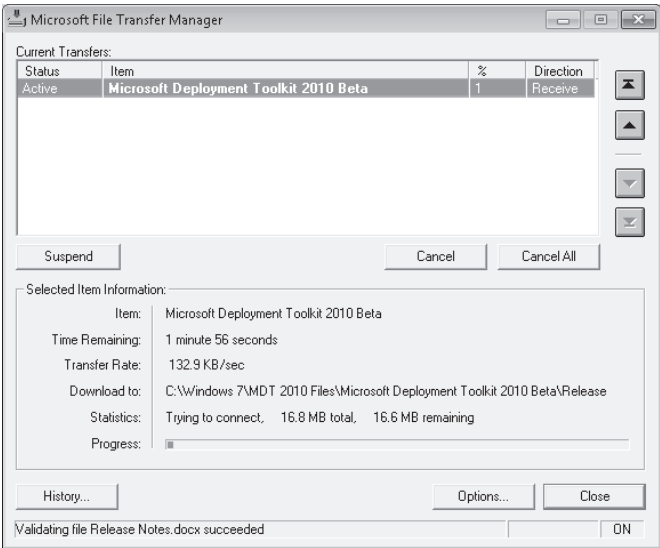 Microsoft File Transfer Manager
Current Transfers:
Status Item % Direction
Active Microsoft Deployment Toolkit 2010 Beta 1 Receive
Suspend Cancel Cancel All
Selected Item Information:
Item: Microsoft Deployment Toolkit 2010 Beta
Time Remaining: 1 minute 56 seconds
Transfer Rate: 132.9 KB/sec
Download to: C:\Windows 7\MDT 2010 Files\Microsoft Deployment Toolkit 2010 Beta\Release
Statistics: Trying to connect, 16.8 MB total, 16.6 MB remaining
Progress:
History... Options... Close
Validating file Release Notes.docx succeeded ON